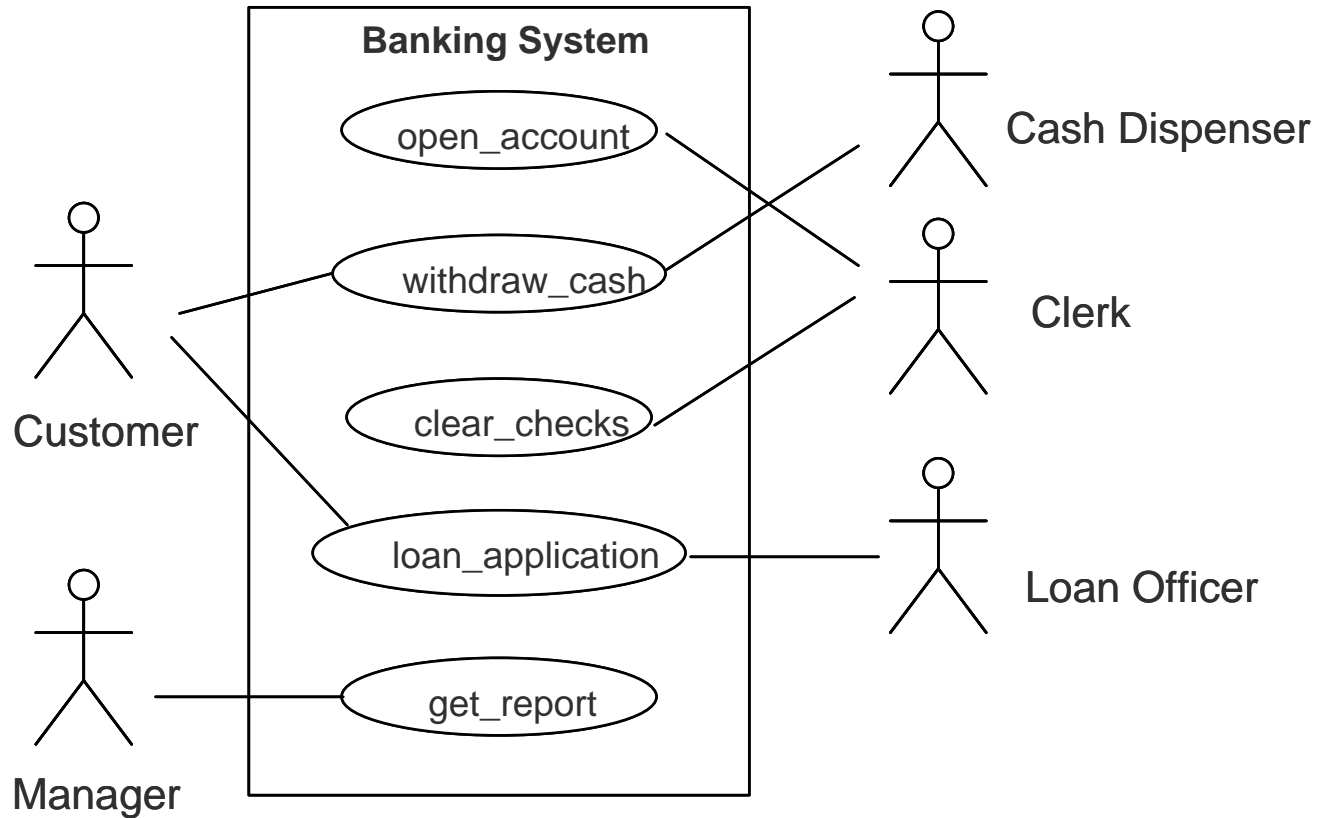 Banking System
open_account
Cash Dispenser
withdraw_cash
Clerk
clear_checks
Customer
loan_application
Loan Officer
get_report
Manager